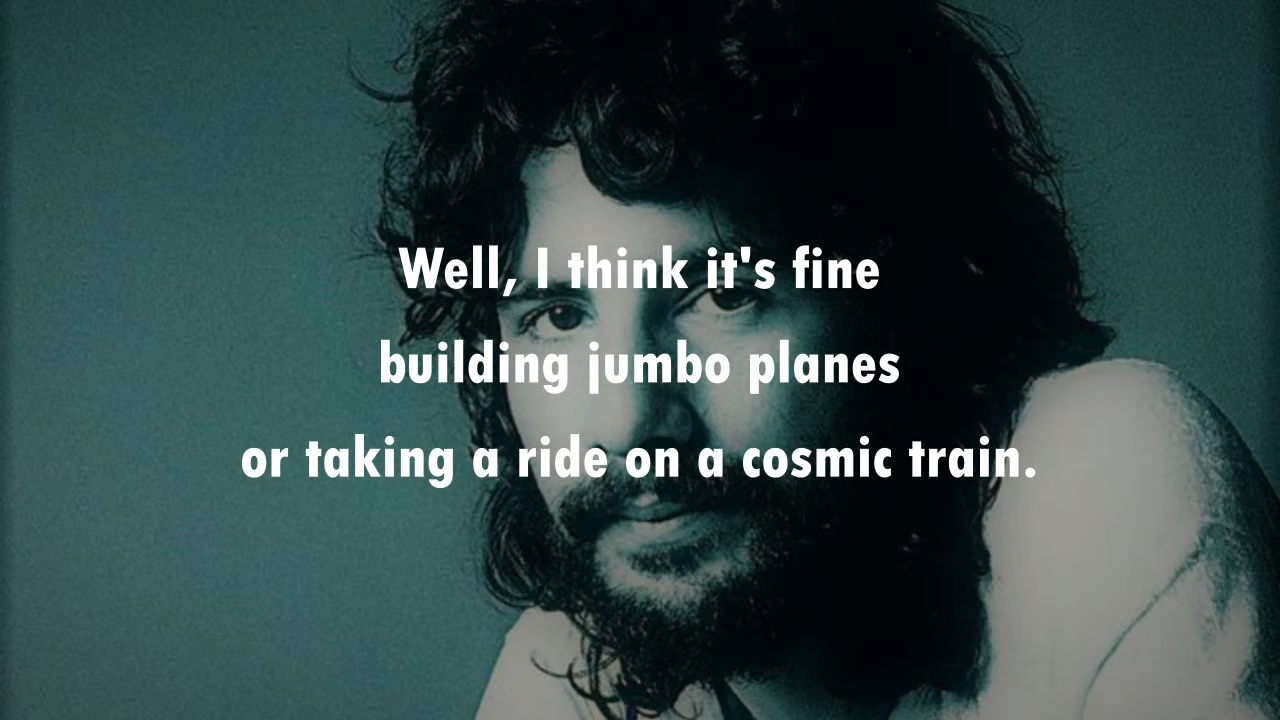 Well, I think it's fine
building jumbo planes
or taking a ride on a cosmic train.